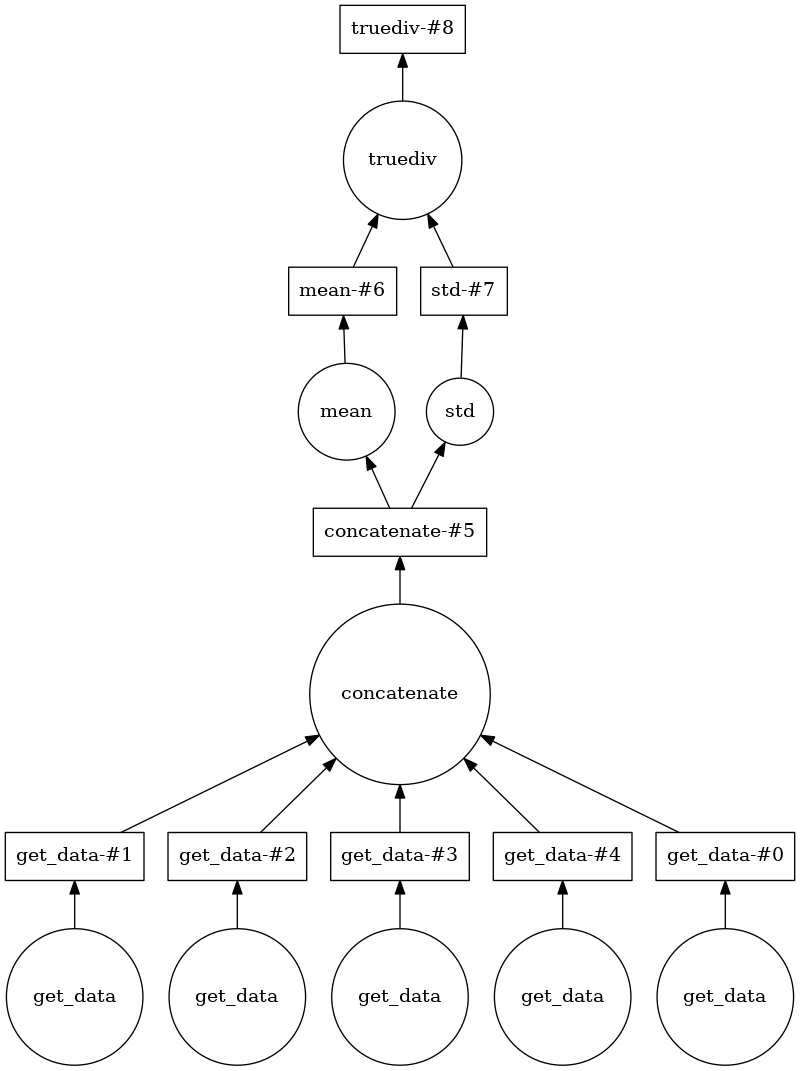 truediv-#8
truediv
mean-#6
std-#7
mean
std
concatenate-#5
concatenate
get_data-#1
get_data-#2
get_data-#3
get_data-#4
get_data-#0
get_data
get_data
get_data
get_data
get_data